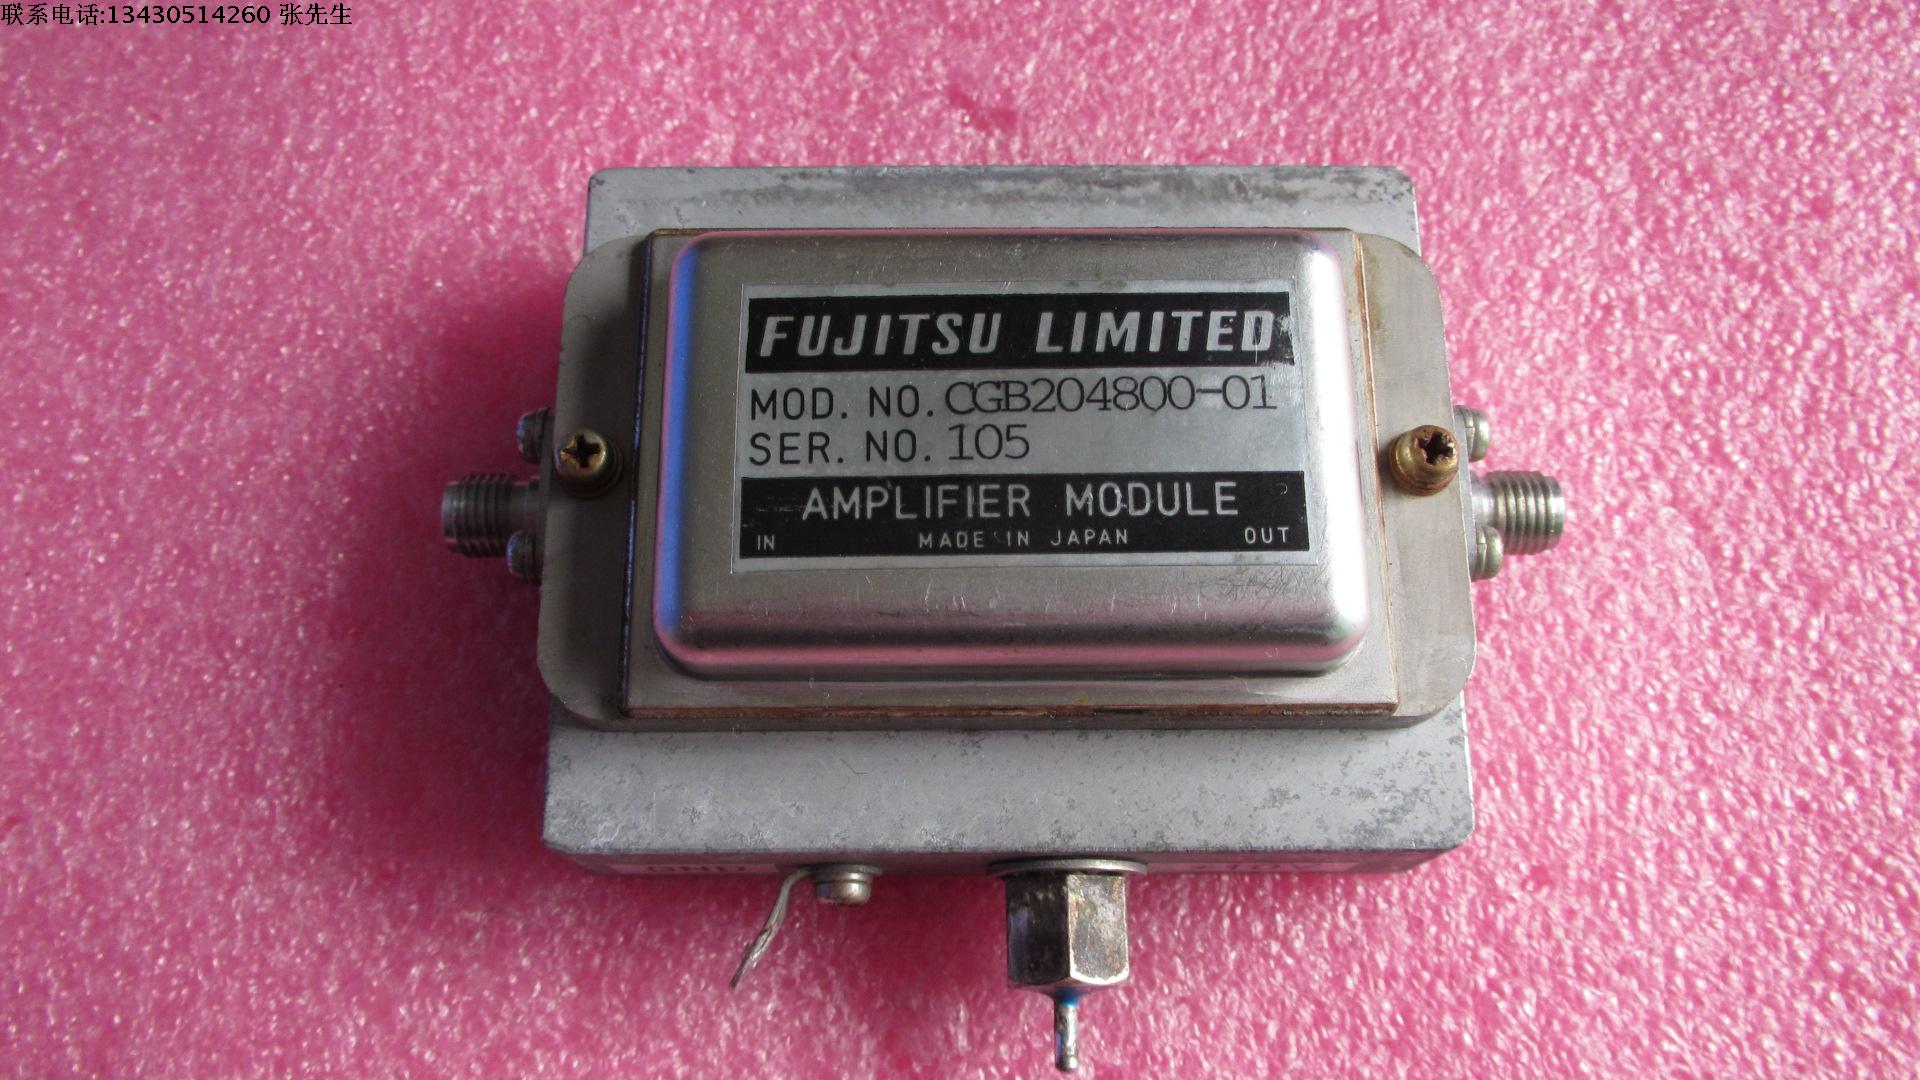 联系电话:13430514260 张先生
FUJITSU LIMITED
MOD. NO. CGB204800-01
SER. NO. 105
AMPLIFIER MODULE
IN MADE IN JAPAN OUT
GND